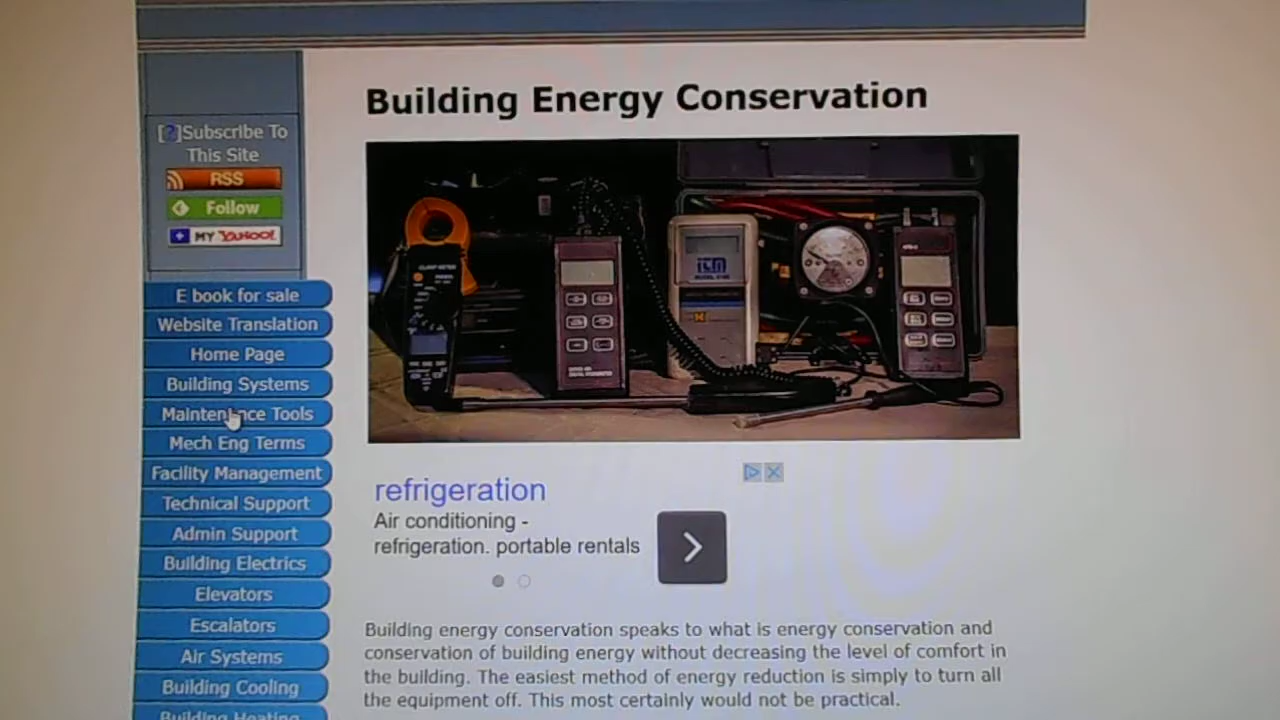 Building Energy Conservation
[?]Subscribe To
This Site
RSS
Follow
MY YAHOO!
E book for sale
Website Translation
Home Page
Building Systems
Maintenance Tools
Mech Eng Terms
Facility Management
Technical Support
Admin Support
Building Electrics
Elevators
Escalators
Air Systems
Building Cooling
Building Heating
refrigeration
Air conditioning -
refrigeration. portable rentals
Building energy conservation speaks to what is energy conservation and
conservation of building energy without decreasing the level of comfort in
the building. The easiest method of energy reduction is simply to turn all
the equipment off. This most certainly would not be practical.